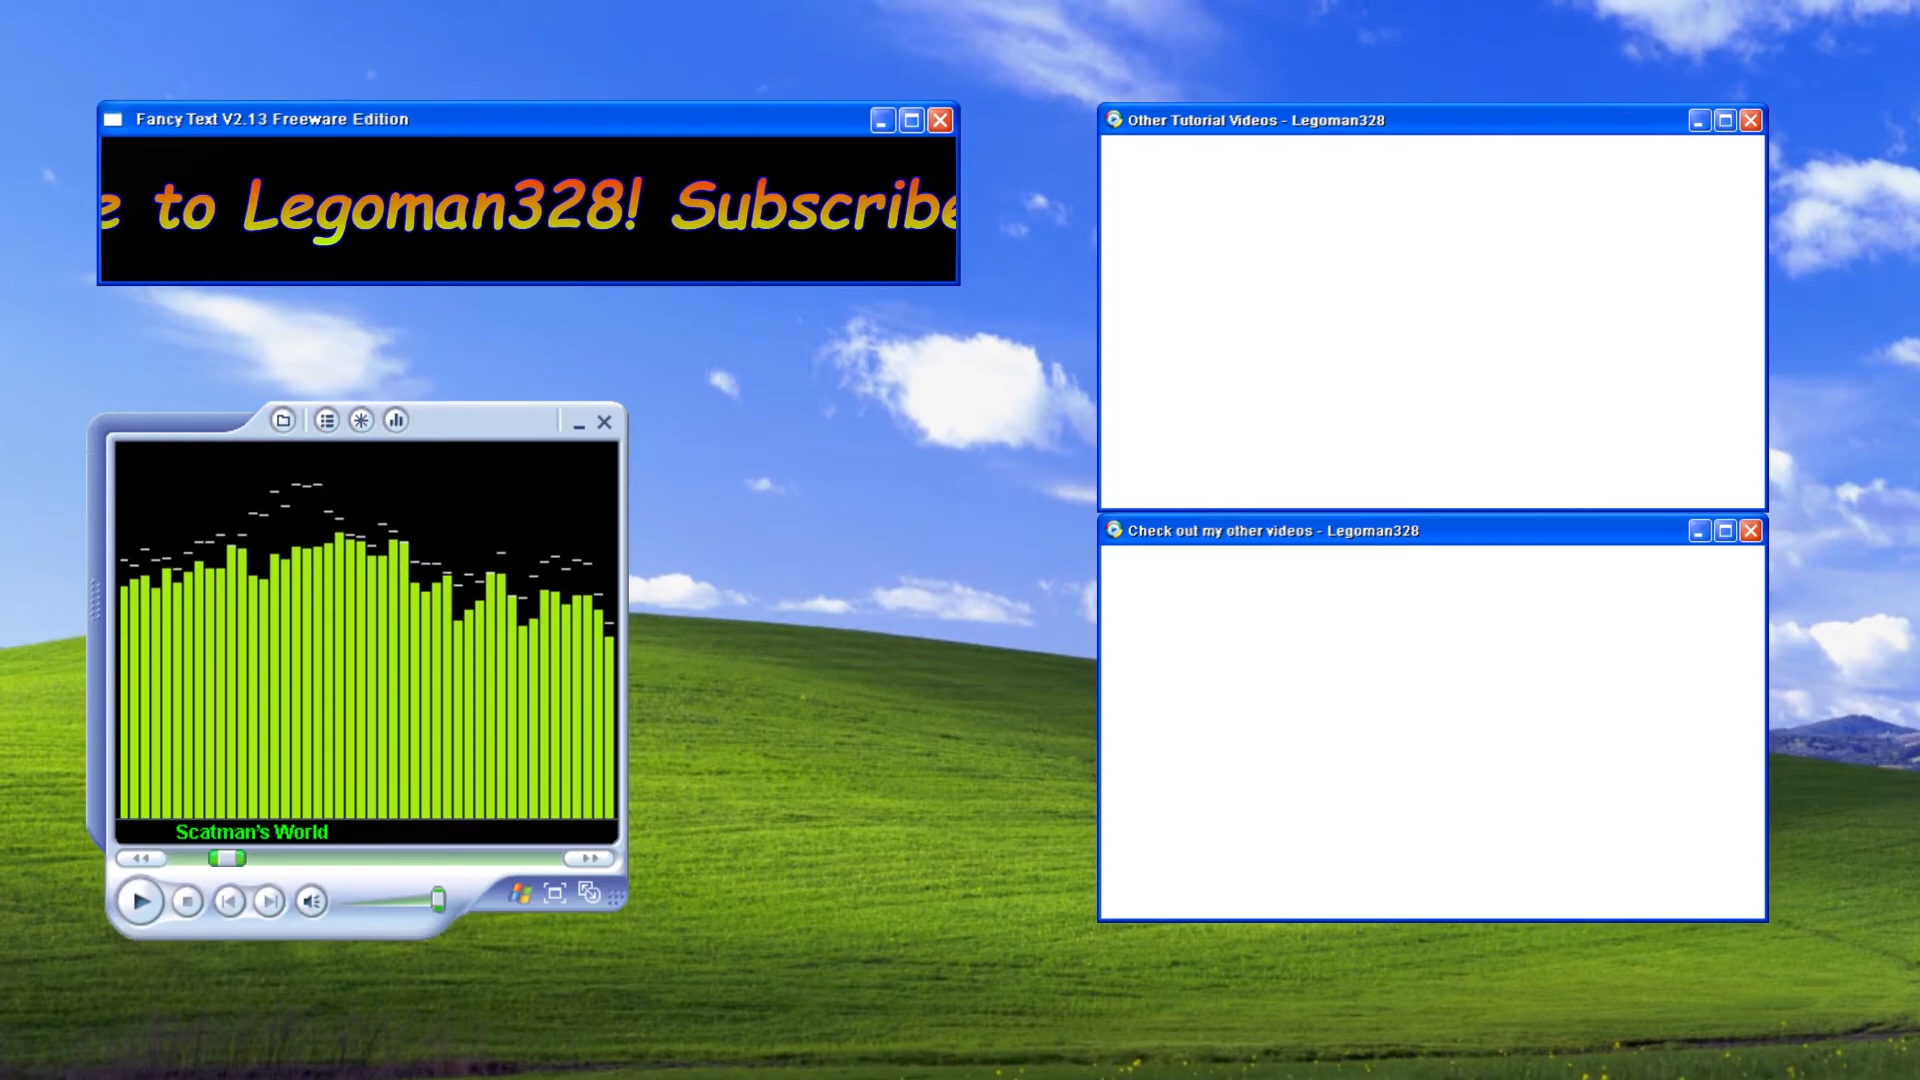 Fancy Text V2.13 Freeware Edition
to Legoman328! Subscribe
Scatman's World
Other Tutorial Videos - Legoman328
Check out my other videos - Legoman328